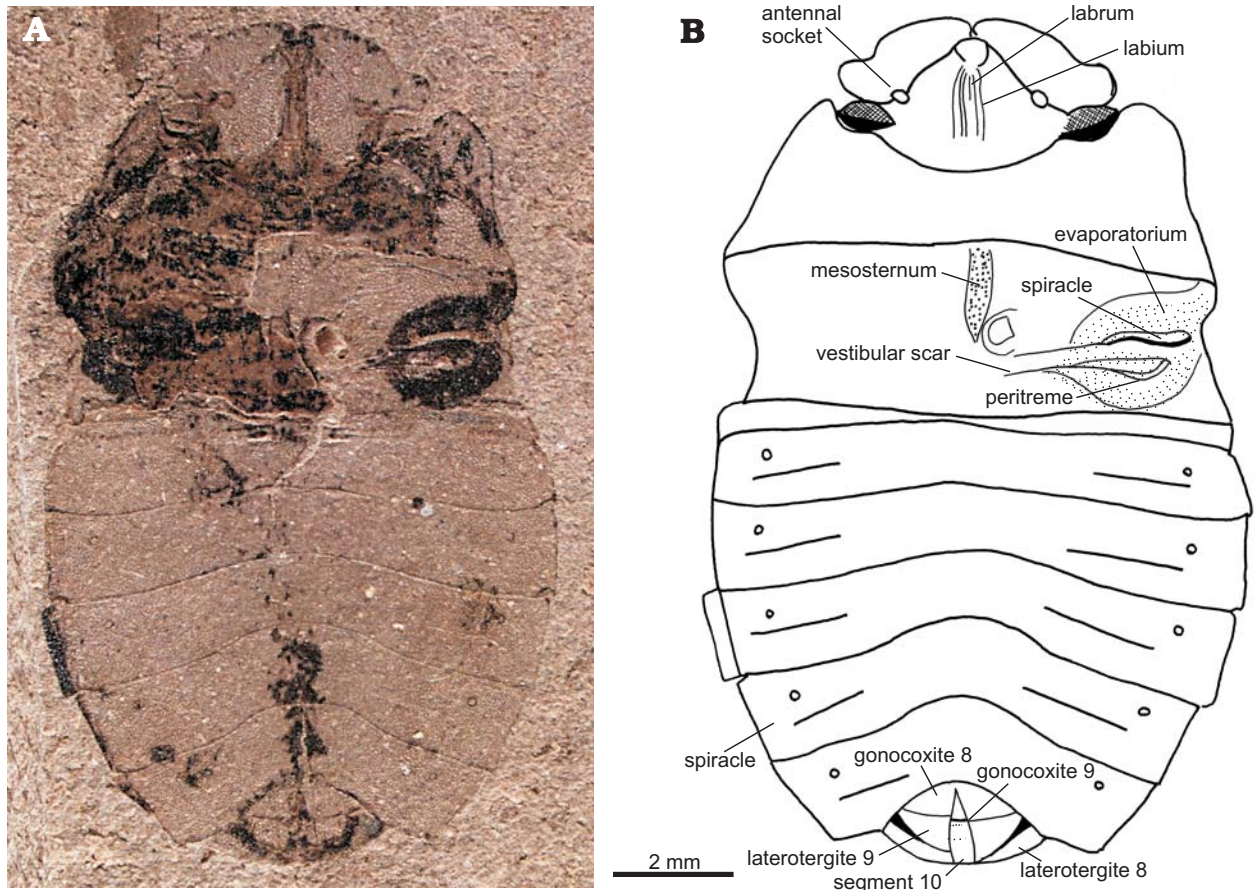 A
B
antennal
socket
labrum
labium
evaporatorium
mesosternum
spiracle
vestibular scar
peritreme
spiracle
gonocoxite 8
gonocoxite 9
laterotergite 9
segment 10
laterotergite 8
2 mm